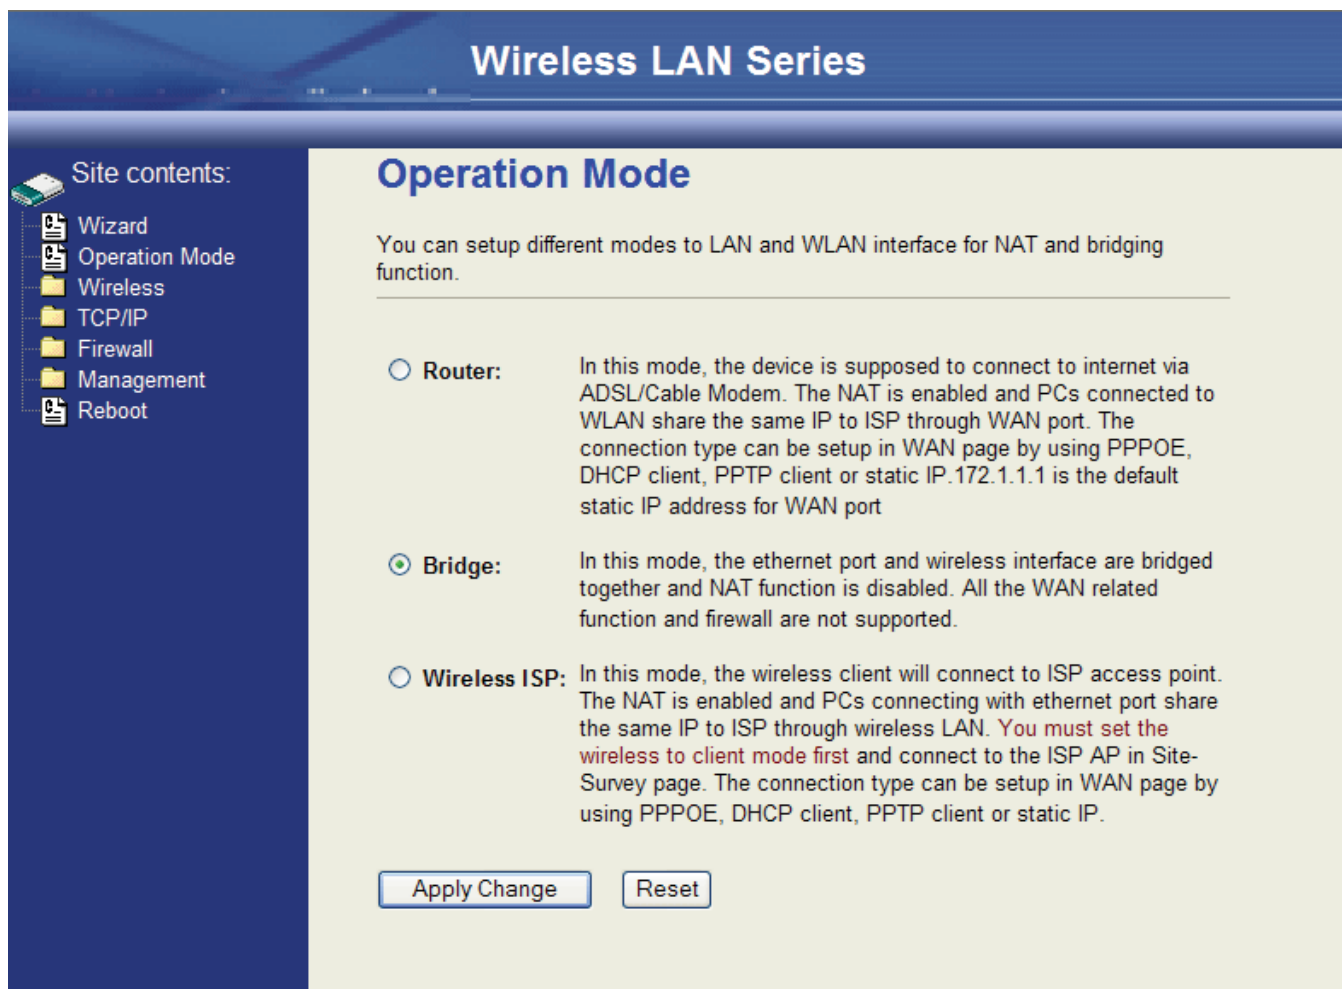 Wireless LAN Series
Site contents:
Wizard
Operation Mode
Wireless
TCP/IP
Firewall
Management
Reboot
Operation Mode
You can setup different modes to LAN and WLAN interface for NAT and bridging
function.
Router:
In this mode, the device is supposed to connect to internet via
ADSL/Cable Modem. The NAT is enabled and PCs connected to
WLAN share the same IP to ISP through WAN port. The
connection type can be setup in WAN page by using PPPOE,
DHCP client, PPTP client or static IP.172.1.1.1 is the default
static IP address for WAN port
Bridge:
In this mode, the ethernet port and wireless interface are bridged
together and NAT function is disabled. All the WAN related
function and firewall are not supported.
Wireless ISP:
In this mode, the wireless client will connect to ISP access point.
The NAT is enabled and PCs connecting with ethernet port share
the same IP to ISP through wireless LAN. You must set the
wireless to client mode first and connect to the ISP AP in Site-
Survey page. The connection type can be setup in WAN page by
using PPPOE, DHCP client, PPTP client or static IP.
Apply Change
Reset